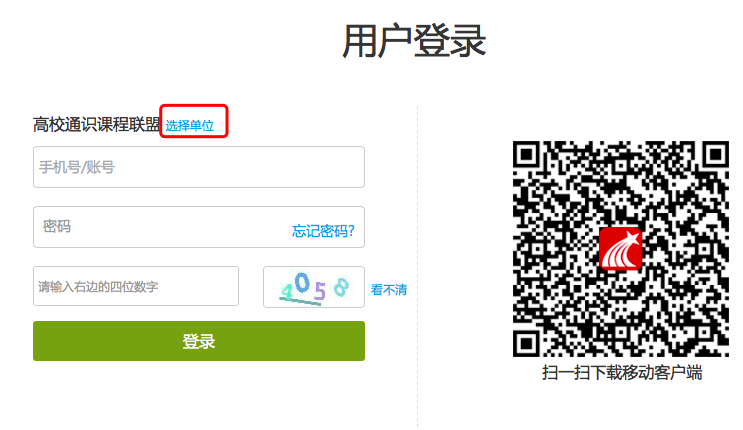 用户登录
高校通识课程联盟 选择单位
手机号/账号
密码 忘记密码?
请输入右边的四位数字 4058 看不清
登录
扫一扫下载移动客户端